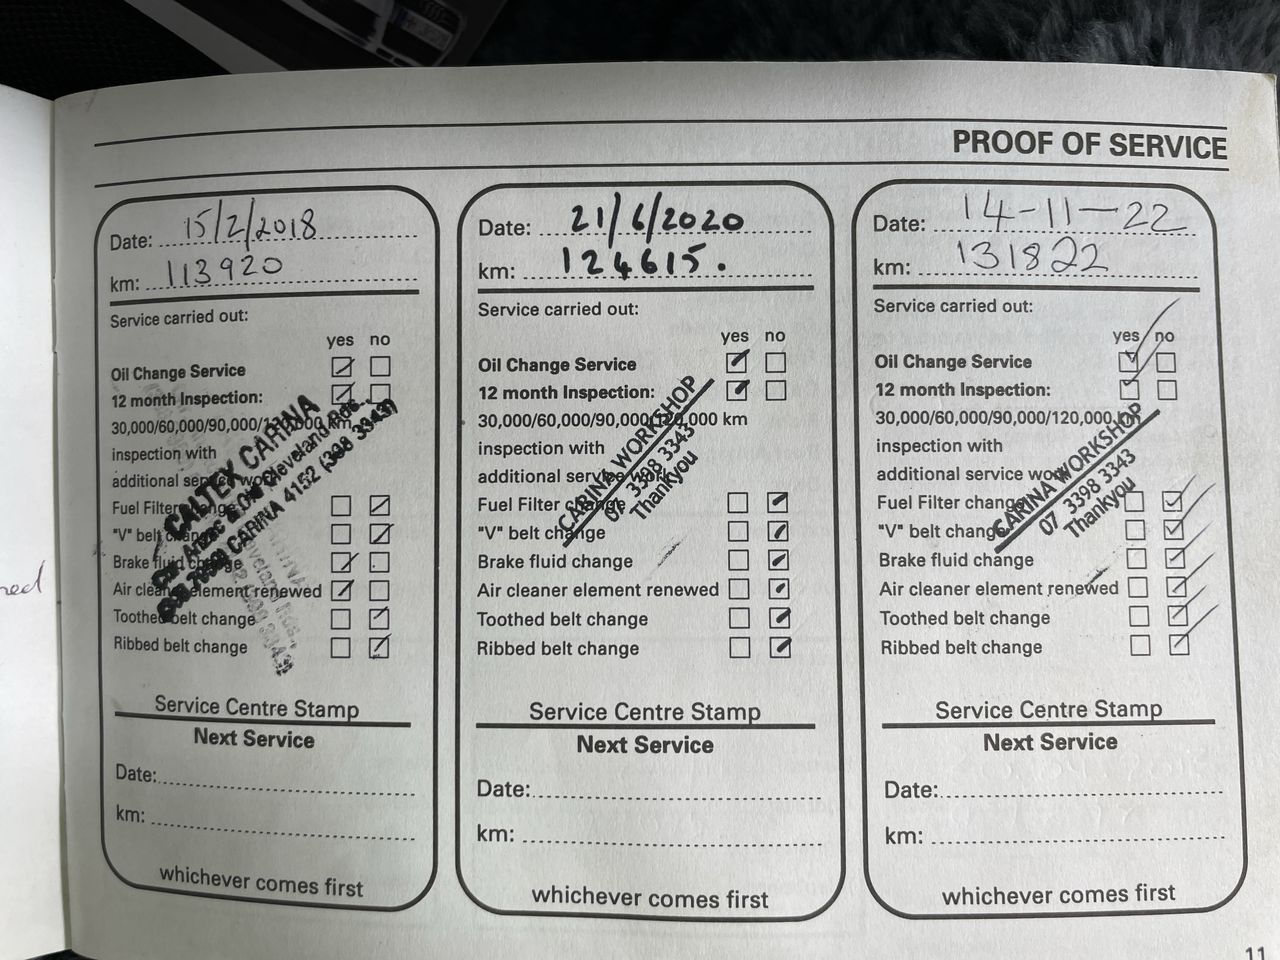 PROOF OF SERVICE
Date: 15/2/2018
km: 113920
Service carried out:
yes no
Oil Change Service
12 month Inspection:
30,000/60,000/90,000/120,000 km
inspection with
additional service work
Fuel Filter change
"V" belt change
Brake fluid change
Air cleaner element renewed
Toothed belt change
Ribbed belt change
CALTEX CARINA
Cnr Anzac & Old Cleveland Rds.,
CARINA 4152 (398 3343)
Service Centre Stamp
Next Service
Date:
km:
whichever comes first
Date: 21/6/2020
km: 124615.
Service carried out:
yes no
Oil Change Service
12 month Inspection:
30,000/60,000/90,000/120,000 km
inspection with
additional service work
Fuel Filter change
"V" belt change
Brake fluid change
Air cleaner element renewed
Toothed belt change
Ribbed belt change
CARINA WORKSHOP
07 3398 3343
Thankyou
Service Centre Stamp
Next Service
Date:
km:
whichever comes first
Date: 14-11-22
km: 131822
Service carried out:
yes no
Oil Change Service
12 month Inspection:
30,000/60,000/90,000/120,000 km
inspection with
additional service work
Fuel Filter change
"V" belt change
Brake fluid change
Air cleaner element renewed
Toothed belt change
Ribbed belt change
CARINA WORKSHOP
07 3398 3343
Thankyou
Service Centre Stamp
Next Service
Date:
km:
whichever comes first
11